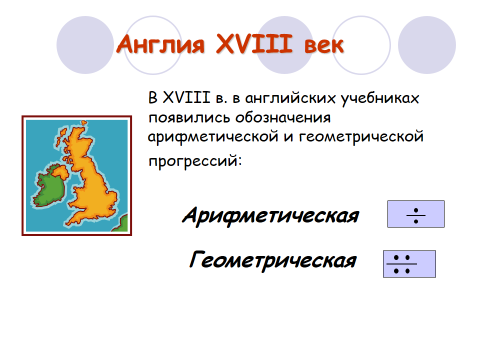 Англия XVIII век
В XVIII в. в английских учебниках
появились обозначения
арифметической и геометрической
прогрессий:
Арифметическая ÷
Геометрическая ∺